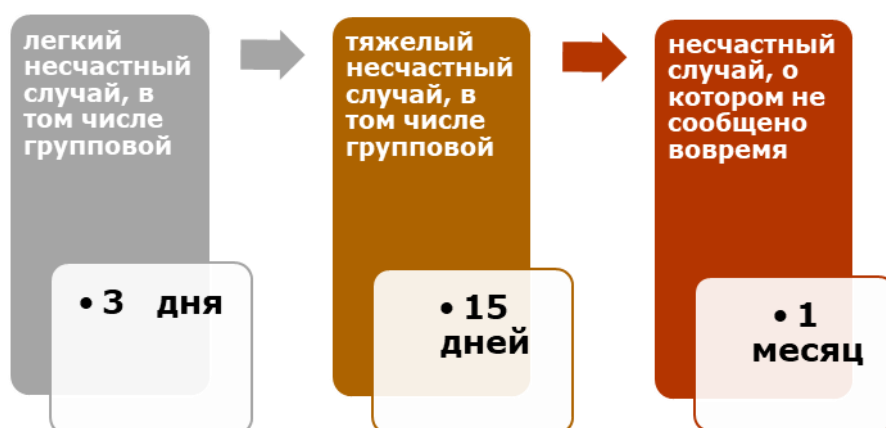 легкий
несчастный
случай, в
том числе
групповой
• 3 дня
тяжелый
несчастный
случай, в
том числе
групповой
• 15
дней
несчастный
случай, о
котором не
сообщено
вовремя
• 1
месяц